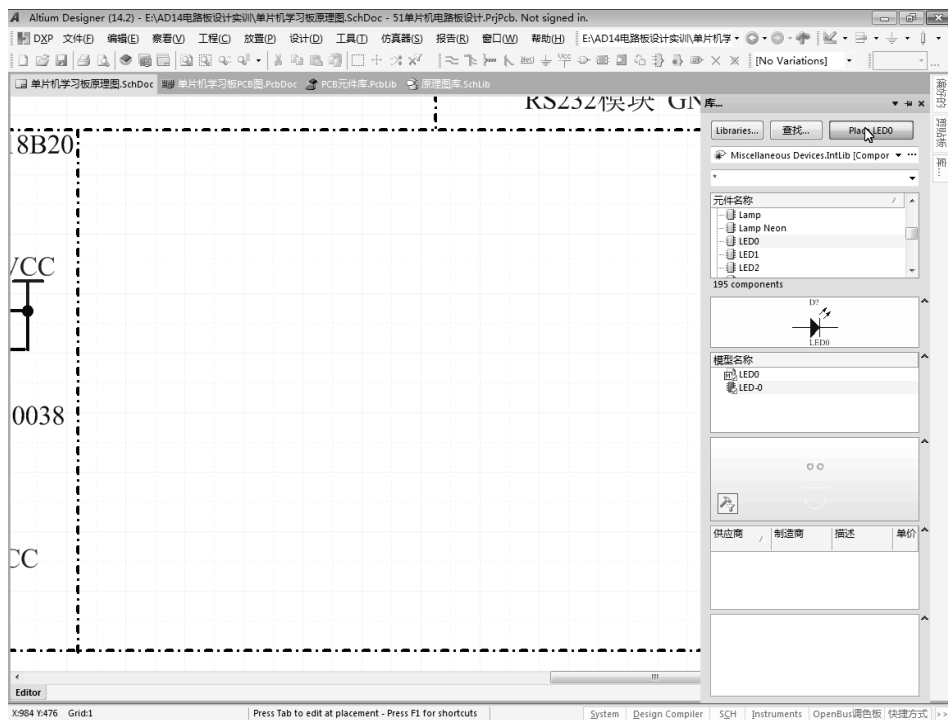 Altium Designer (14.2) - E:\AD14电路板设计实训\单片机学习板原理图.SchDoc - 51单片机电路板设计.PrjPcb. Not signed in.
DXP 文件(F) 编辑(E) 察看(V) 工程(C) 放置(P) 设计(D) 工具(T) 仿真器(S) 报告(R) 窗口(W) 帮助(H) E:\AD14电路板设计实训\单片机学
[No Variations]
单片机学习板原理图.SchDoc 单片机学习板PCB图.PcbDoc PCB元件库.PcbLib 原理图库.SchLib
RS232模块 GN
18B20
VCC
0038
CC
库...
Libraries... 查找... Place LED0
Miscellaneous Devices.IntLib [Compor
*
元件名称
Lamp
Lamp Neon
LED0
LED1
LED2
195 components
D?
LED0
模型名称
LED0
LED-0
供应商 制造商 描述 单价
Editor
X:984 Y:476 Grid:1 Press Tab to edit at placement - Press F1 for shortcuts System Design Compiler SCH Instruments OpenBus调色板 快捷方式 >>